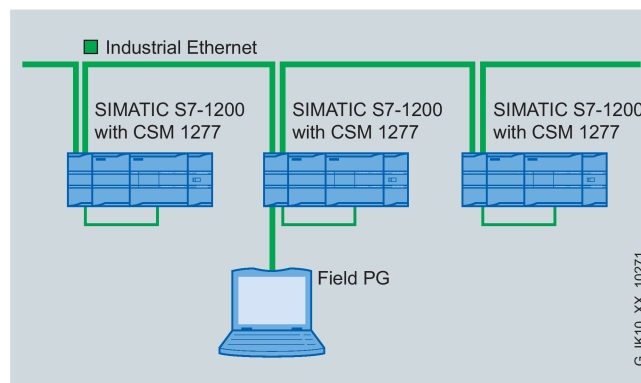 Industrial Ethernet
SIMATIC S7-1200
with CSM 1277
SIMATIC S7-1200
with CSM 1277
SIMATIC S7-1200
with CSM 1277
Field PG
G_IK10_XX_10271